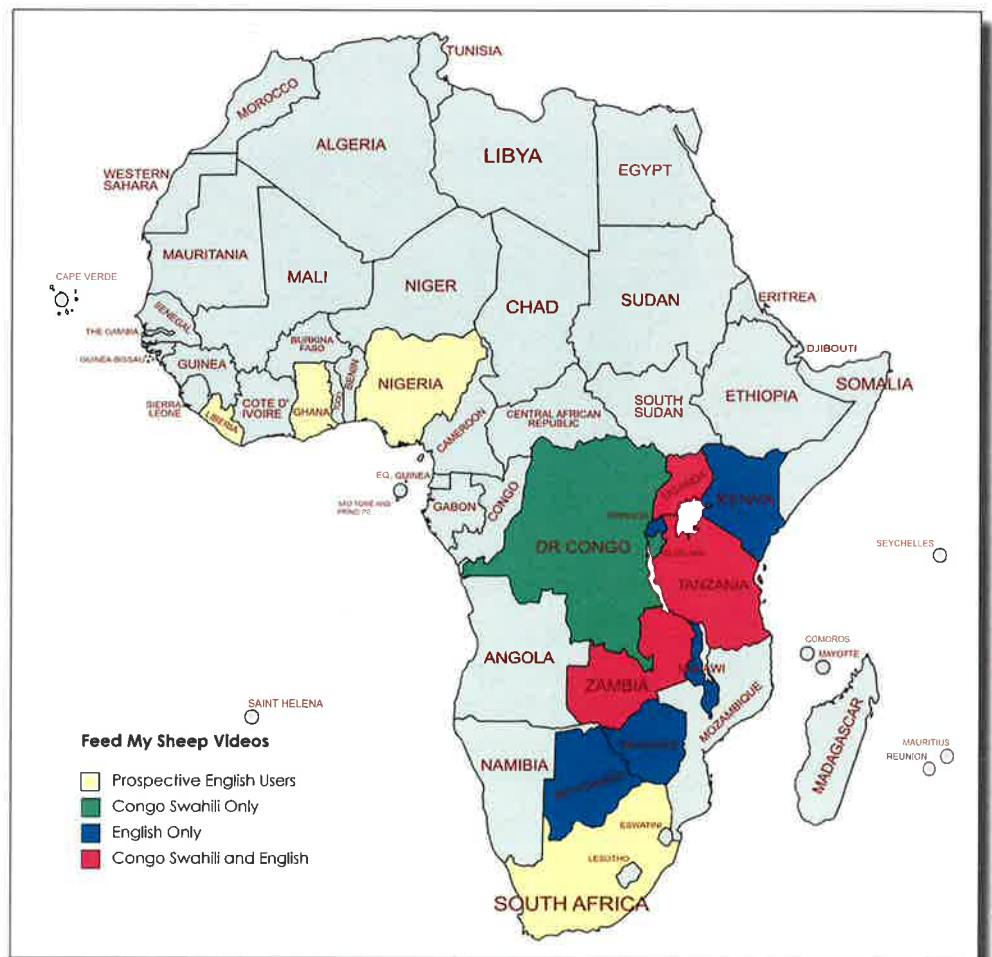 TUNISIA
MOROCCO
ALGERIA
LIBYA
EGYPT
WESTERN
SAHARA
MAURITANIA
MALI
NIGER
CHAD
SUDAN
ERITREA
CAPE VERDE
SENEGAL
THE GAMBIA
GUINEA-BISSAU
GUINEA
BURKINA
FASO
BENIN
TOGO
NIGERIA
DJIBOUTI
SOMALIA
ETHIOPIA
SOUTH
SUDAN
SIERRA
LEONE
LIBERIA
COTE D'
IVOIRE
GHANA
CAMEROON
CENTRAL AFRICAN
REPUBLIC
EQ. GUINEA
SAO TOME AND
GABON
CONGO
UGANDA
KENYA
DR CONGO
SEYCHELLES
TANZANIA
COMOROS
MAYOTTE
ANGOLA
MALAWI
ZAMBIA
MOZAMBIQUE
SAINT HELENA
MADAGASCAR
MAURITIUS
REUNION
NAMIBIA
ZIMBABWE
BOTSWANA
ESWATINI
LESOTHO
SOUTH AFRICA
Feed My Sheep Videos
Prospective English Users
Congo Swahili Only
English Only
Congo Swahili and English